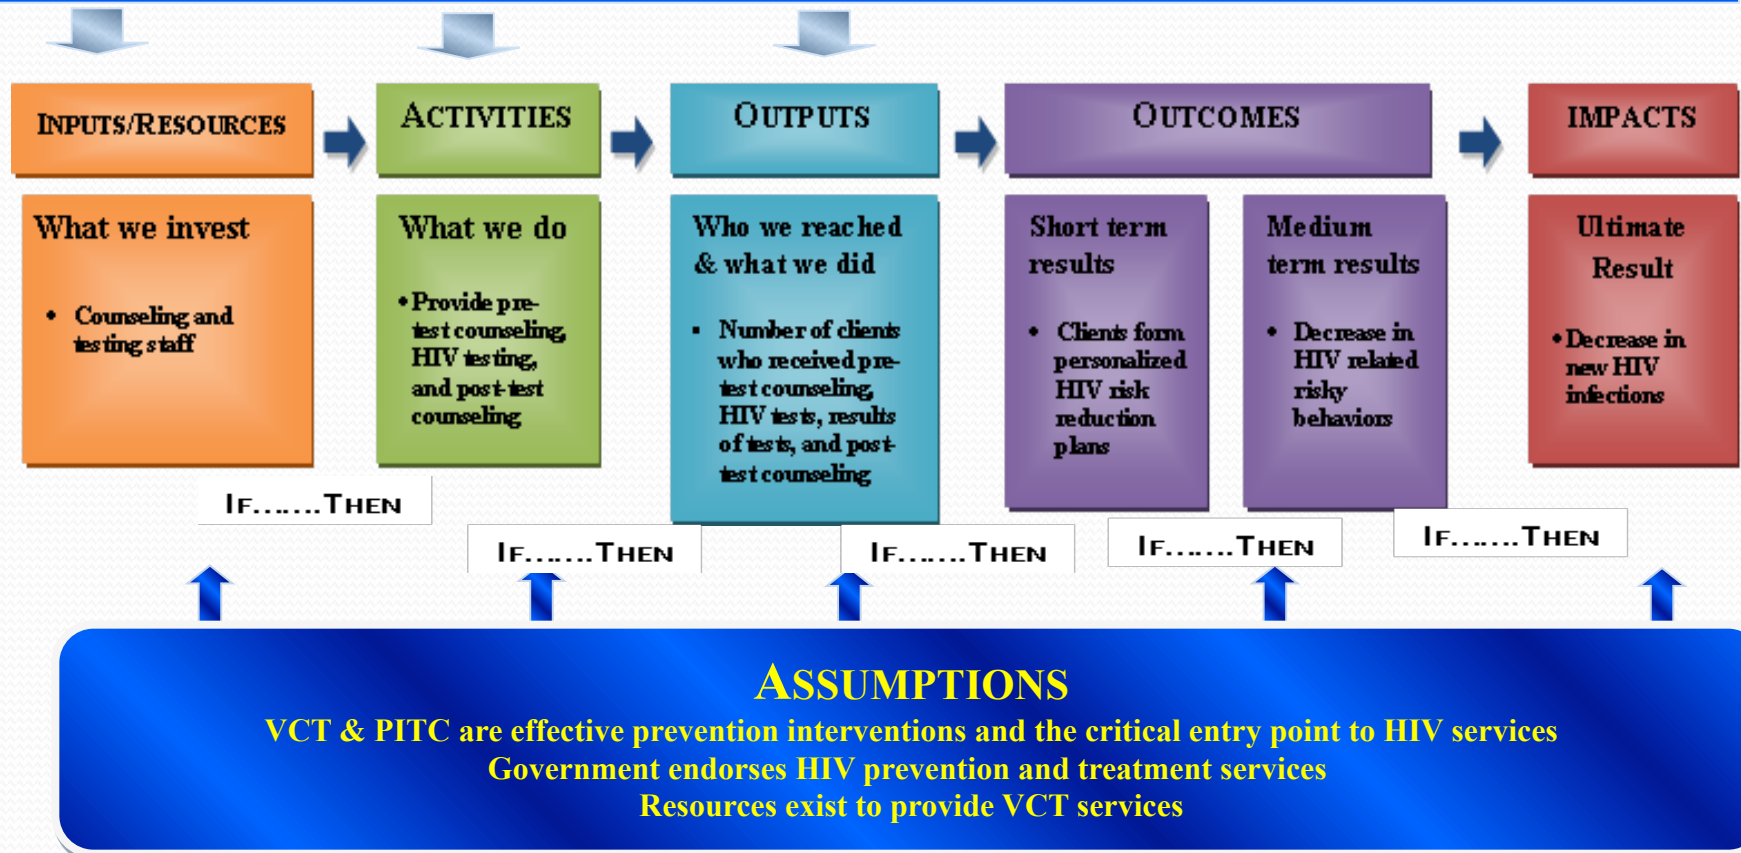 INPUTS/RESOURCES
ACTIVITIES
OUTPUTS
OUTCOMES
IMPACTS
What we invest
• Counseling and
testing staff
What we do
• Provide pre-
test counseling,
HIV testing,
and post-test
counseling
Who we reached
& what we did
▪ Number of clients
who received pre-
test counseling,
HIV tests, results
of tests, and post-
test counseling
Short term
results
• Clients form
personalized
HIV risk
reduction
plans
Medium
term results
• Decrease in
HIV related
risky
behaviors
Ultimate
Result
• Decrease in
new HIV
infections
IF.......THEN
IF.......THEN
IF.......THEN
IF.......THEN
IF.......THEN
ASSUMPTIONS
VCT & PITC are effective prevention interventions and the critical entry point to HIV services
Government endorses HIV prevention and treatment services
Resources exist to provide VCT services